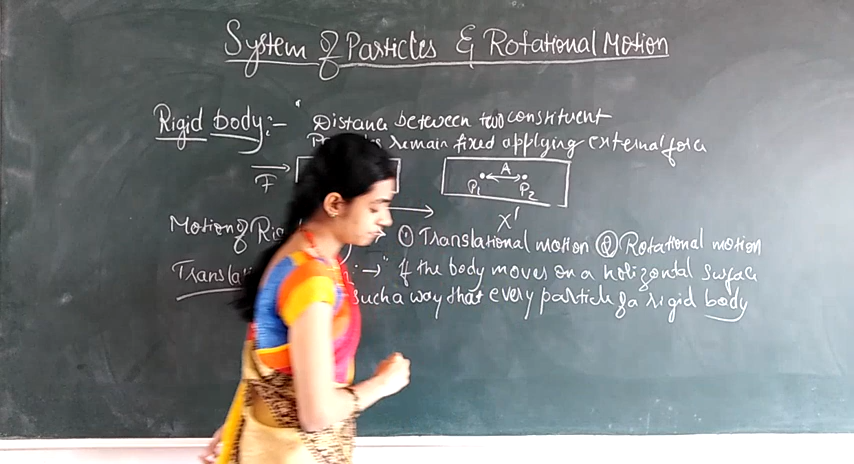 System of Particles & Rotational Motion
Rigid body:- " Distance between two constituent
remain fixed applying external force
F A
P1 P2
X'
Motion of Rig ① Translational motion ② Rotational motion
Transla :→ " If the body moves on a horizontal surface
such a way that every particle of a rigid body